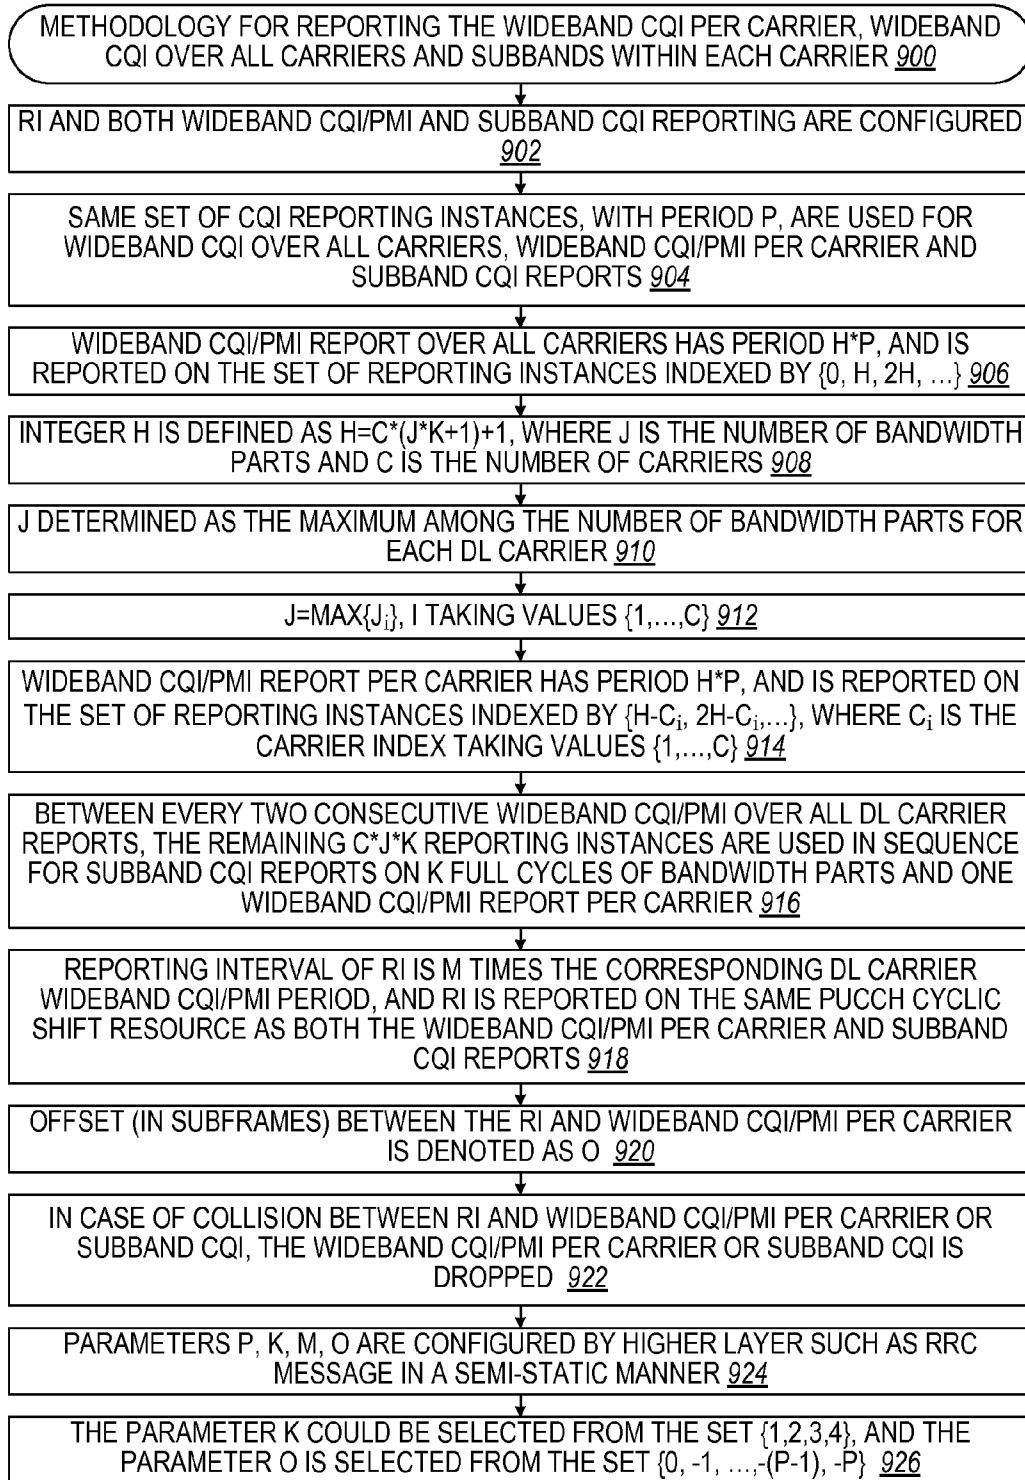 METHODOLOGY FOR REPORTING THE WIDEBAND CQI PER CARRIER, WIDEBAND
CQI OVER ALL CARRIERS AND SUBBANDS WITHIN EACH CARRIER 900
RI AND BOTH WIDEBAND CQI/PMI AND SUBBAND CQI REPORTING ARE CONFIGURED
902
SAME SET OF CQI REPORTING INSTANCES, WITH PERIOD P, ARE USED FOR
WIDEBAND CQI OVER ALL CARRIERS, WIDEBAND CQI/PMI PER CARRIER AND
SUBBAND CQI REPORTS 904
WIDEBAND CQI/PMI REPORT OVER ALL CARRIERS HAS PERIOD H*P, AND IS
REPORTED ON THE SET OF REPORTING INSTANCES INDEXED BY {0, H, 2H, ...} 906
INTEGER H IS DEFINED AS H=C*(J*K+1)+1, WHERE J IS THE NUMBER OF BANDWIDTH
PARTS AND C IS THE NUMBER OF CARRIERS 908
J DETERMINED AS THE MAXIMUM AMONG THE NUMBER OF BANDWIDTH PARTS FOR
EACH DL CARRIER 910
J=MAX{Ji}, I TAKING VALUES {1,...,C} 912
WIDEBAND CQI/PMI REPORT PER CARRIER HAS PERIOD H*P, AND IS REPORTED ON
THE SET OF REPORTING INSTANCES INDEXED BY {H-Ci, 2H-Ci,...}, WHERE Ci IS THE
CARRIER INDEX TAKING VALUES {1,...,C} 914
BETWEEN EVERY TWO CONSECUTIVE WIDEBAND CQI/PMI OVER ALL DL CARRIER
REPORTS, THE REMAINING C*J*K REPORTING INSTANCES ARE USED IN SEQUENCE
FOR SUBBAND CQI REPORTS ON K FULL CYCLES OF BANDWIDTH PARTS AND ONE
WIDEBAND CQI/PMI REPORT PER CARRIER 916
REPORTING INTERVAL OF RI IS M TIMES THE CORRESPONDING DL CARRIER
WIDEBAND CQI/PMI PERIOD, AND RI IS REPORTED ON THE SAME PUCCH CYCLIC
SHIFT RESOURCE AS BOTH THE WIDEBAND CQI/PMI PER CARRIER AND SUBBAND
CQI REPORTS 918
OFFSET (IN SUBFRAMES) BETWEEN THE RI AND WIDEBAND CQI/PMI PER CARRIER
IS DENOTED AS O 920
IN CASE OF COLLISION BETWEEN RI AND WIDEBAND CQI/PMI PER CARRIER OR
SUBBAND CQI, THE WIDEBAND CQI/PMI PER CARRIER OR SUBBAND CQI IS
DROPPED 922
PARAMETERS P, K, M, O ARE CONFIGURED BY HIGHER LAYER SUCH AS RRC
MESSAGE IN A SEMI-STATIC MANNER 924
THE PARAMETER K COULD BE SELECTED FROM THE SET {1,2,3,4}, AND THE
PARAMETER O IS SELECTED FROM THE SET {0, -1, ...,-(P-1), -P} 926